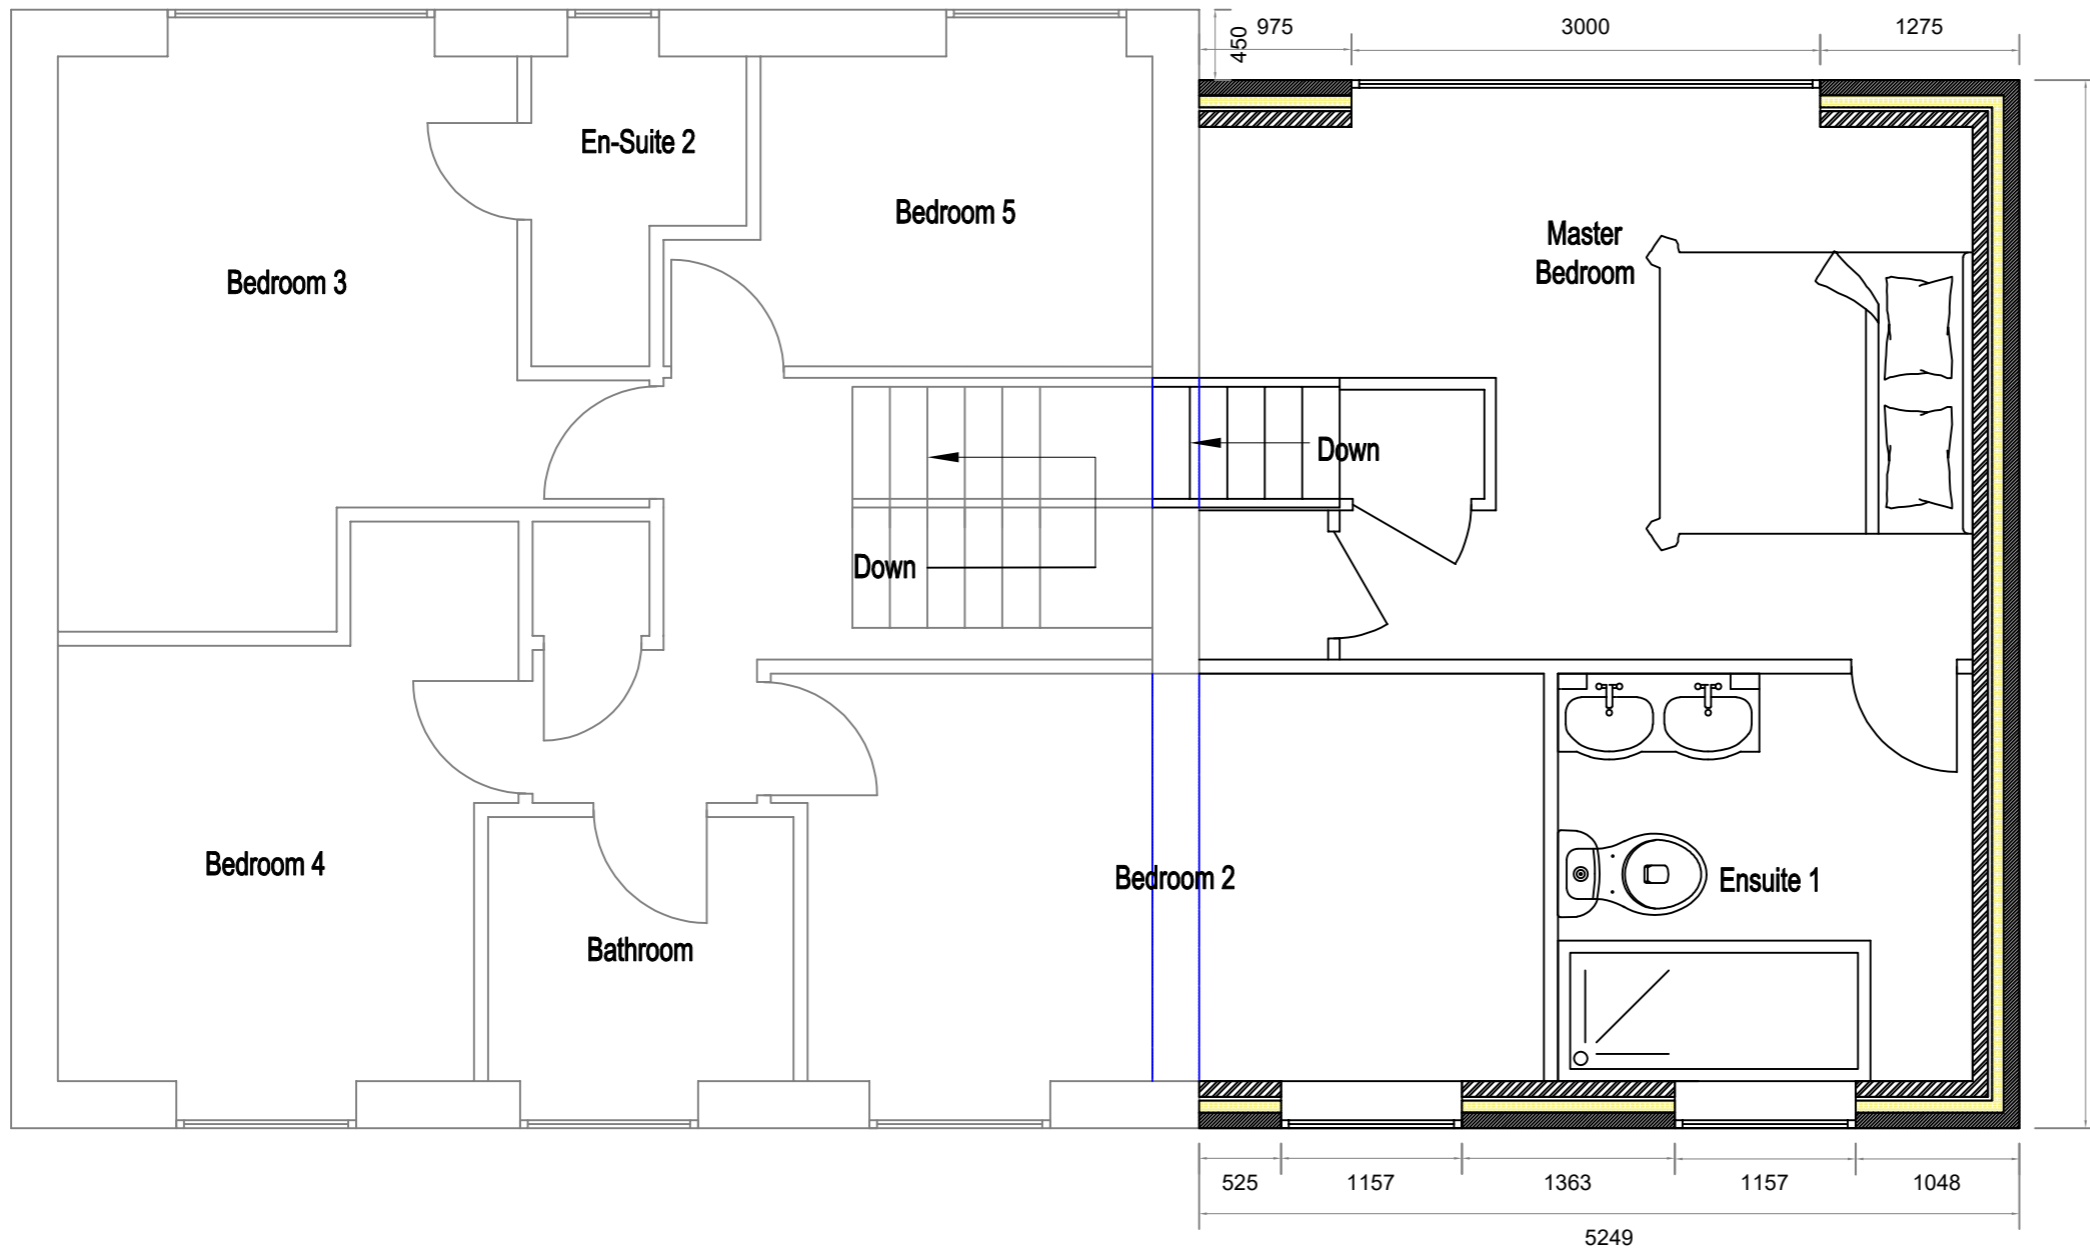 975
3000
1275
450
En-Suite 2
Bedroom 5
Master
Bedroom
Bedroom 3
Down
Down
Bedroom 4
Bedroom 2
Ensuite 1
Bathroom
525
1157
1363
1157
1048
5249